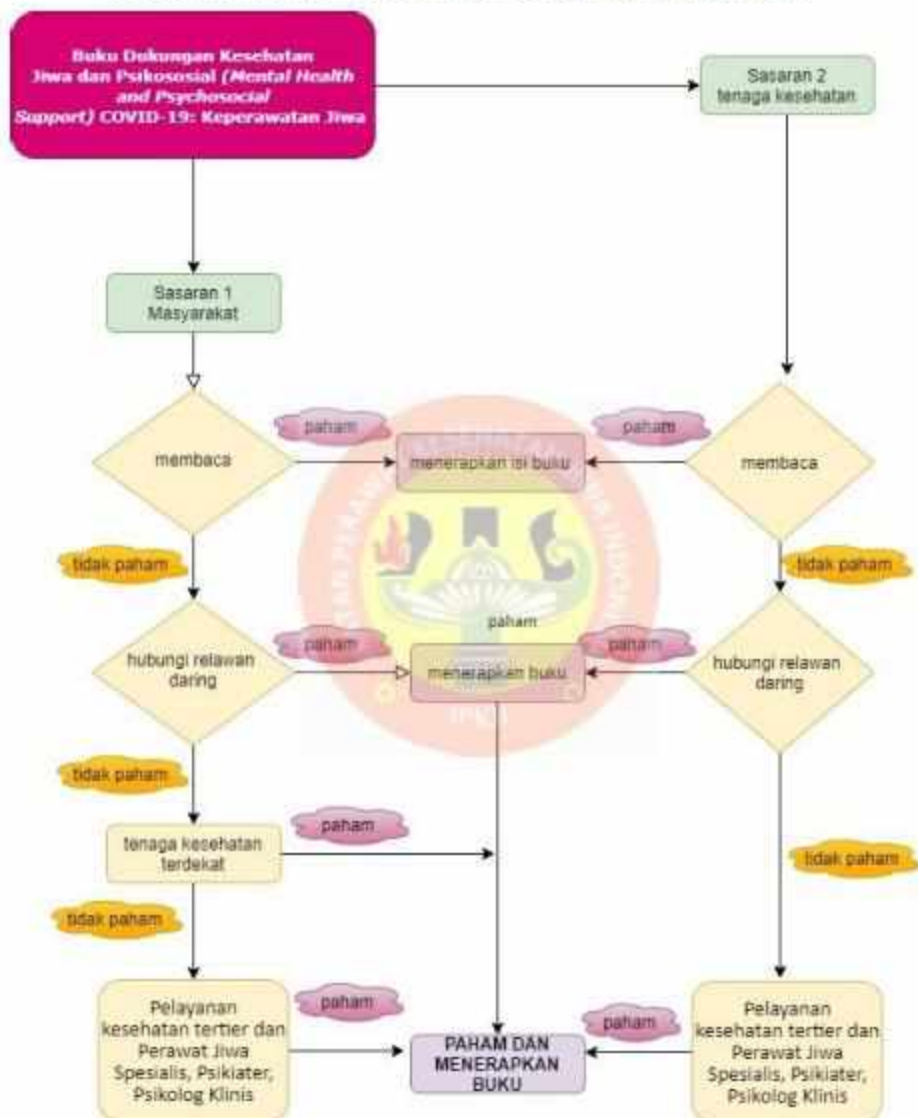 Buku Dukungan Kesehatan
Jiwa dan Psikososial (Mental Health
and Psychosocial
Support) COVID-19: Keperawatan Jiwa
Sasaran 2
tenaga kesehatan
Sasaran 1
Masyarakat
membaca
paham
menerapkan isi buku
paham
membaca
tidak paham
tidak paham
hubungi relawan
daring
paham
paham
menerapkan buku
paham
hubungi relawan
daring
tidak paham
tenaga kesehatan
terdekat
paham
tidak paham
tidak paham
Pelayanan
kesehatan tertier dan
Perawat Jiwa
Spesialis, Psikiater,
Psikolog Klinis
paham
PAHAM DAN
MENERAPKAN
BUKU
paham
Pelayanan
kesehatan tertier dan
Perawat Jiwa
Spesialis, Psikiater,
Psikolog Klinis